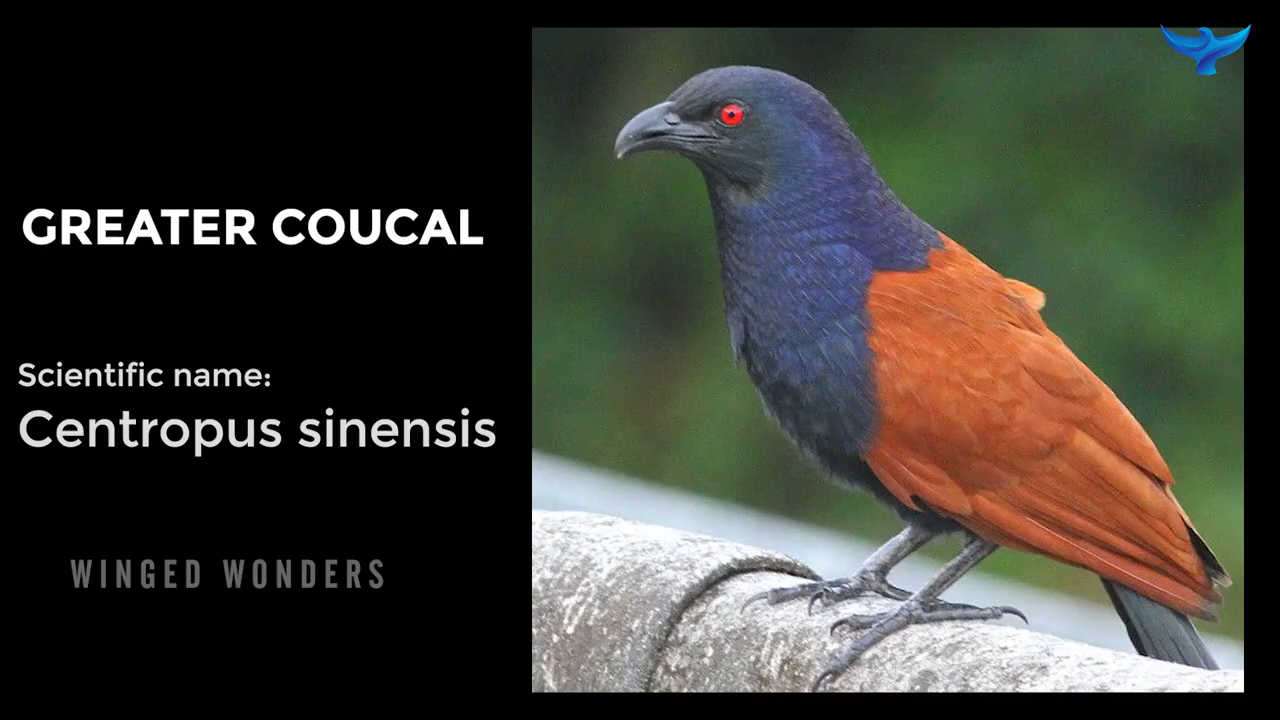 GREATER COUCAL
Scientific name:
Centropus sinensis
WINGED WONDERS